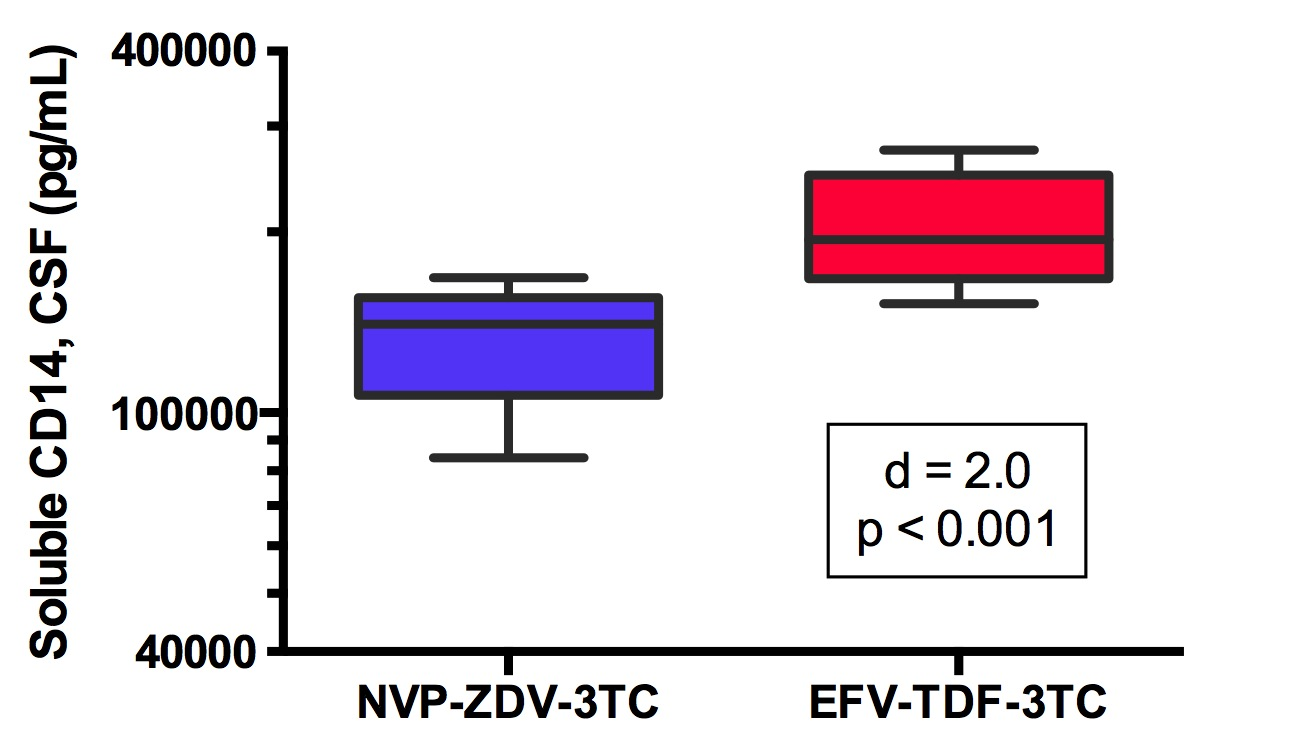 Soluble CD14, CSF (pg/mL)
400000
100000
40000
d = 2.0
p < 0.001
NVP-ZDV-3TC
EFV-TDF-3TC